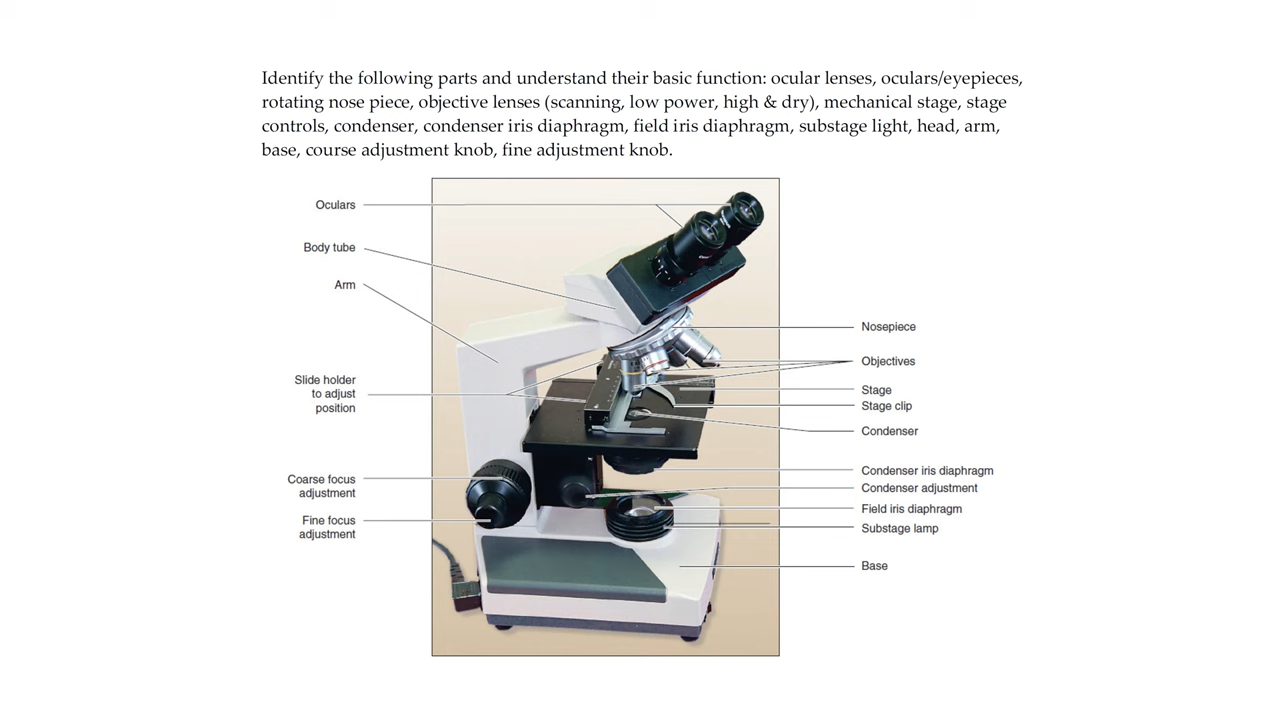 Identify the following parts and understand their basic function: ocular lenses, oculars/eyepieces,
rotating nose piece, objective lenses (scanning, low power, high & dry), mechanical stage, stage
controls, condenser, condenser iris diaphragm, field iris diaphragm, substage light, head, arm,
base, course adjustment knob, fine adjustment knob.
Oculars
Body tube
Arm
Slide holder
to adjust
position
Coarse focus
adjustment
Fine focus
adjustment
Nosepiece
Objectives
Stage
Stage clip
Condenser
Condenser iris diaphragm
Condenser adjustment
Field iris diaphragm
Substage lamp
Base